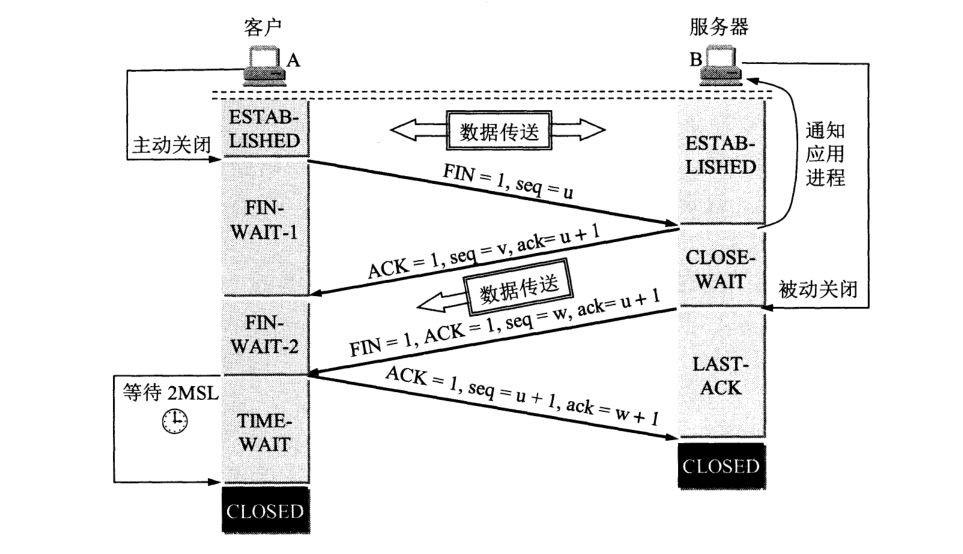 客户
服务器
A
B
ESTAB-
LISHED
数据传送
ESTAB-
LISHED
通知
应用
进程
主动关闭
FIN = 1, seq = u
FIN-
WAIT-1
ACK = 1, seq = v, ack= u + 1
CLOSE-
WAIT
数据传送
被动关闭
FIN-
WAIT-2
FIN = 1, ACK = 1, seq = w, ack= u + 1
LAST-
ACK
ACK = 1, seq = u + 1, ack = w + 1
等待 2MSL
TIME-
WAIT
CLOSED
CLOSED